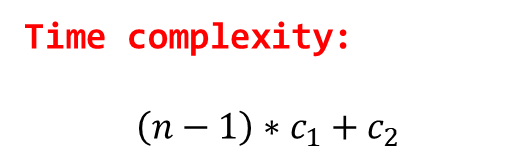 Time complexity:
(n − 1) ∗ c₁ + c₂